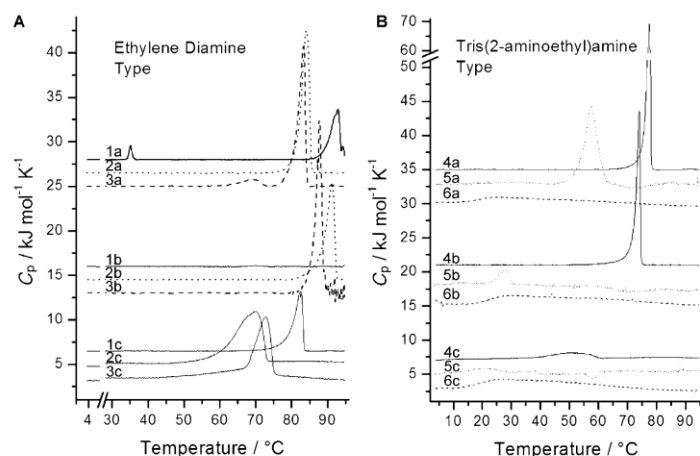 A
Ethylene Diamine
Type
40
35
30
25
20
15
10
5
1a
2a
3a
1b
2b
3b
1c
2c
3c
4 30 40 50 60 70 80 90
Cp / kJ mol⁻¹ K⁻¹
Temperature / °C
B
Tris(2-aminoethyl)amine
Type
70
60
45
40
35
30
25
20
15
10
5
4a
5a
6a
4b
5b
6b
4c
5c
6c
10 20 30 40 50 60 70 80 90
Cp / kJ mol⁻¹ K⁻¹
Temperature / °C